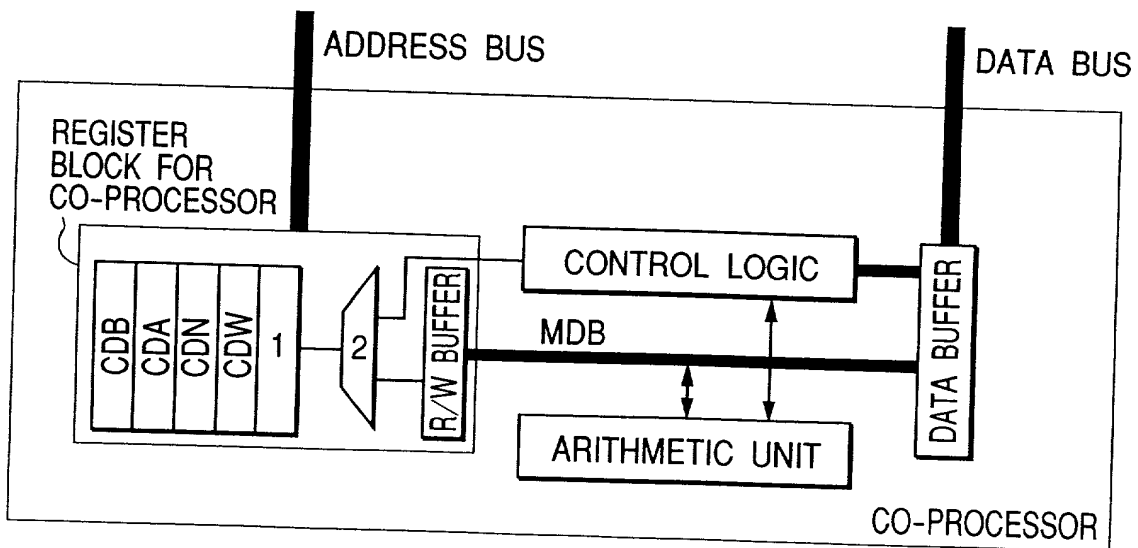 ADDRESS BUS
DATA BUS
REGISTER
BLOCK FOR
CO-PROCESSOR
CONTROL LOGIC
CDB
CDA
CDN
CDW
1
2
R/W BUFFER
MDB
DATA BUFFER
ARITHMETIC UNIT
CO-PROCESSOR